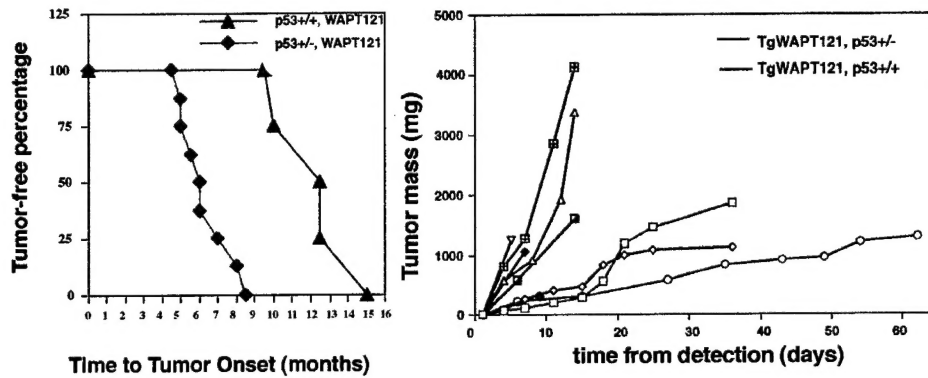 p53+/+, WAPT121
p53+/-, WAPT121
125
100
75
50
25
0
Tumor-free percentage
0 1 2 3 4 5 6 7 8 9 10 12 13 14 15 16
Time to Tumor Onset (months)
TgWAPT121, p53+/-
TgWAPT121, p53+/+
5000
4000
3000
2000
1000
0
Tumor mass (mg)
0 10 20 30 40 50 60
time from detection (days)